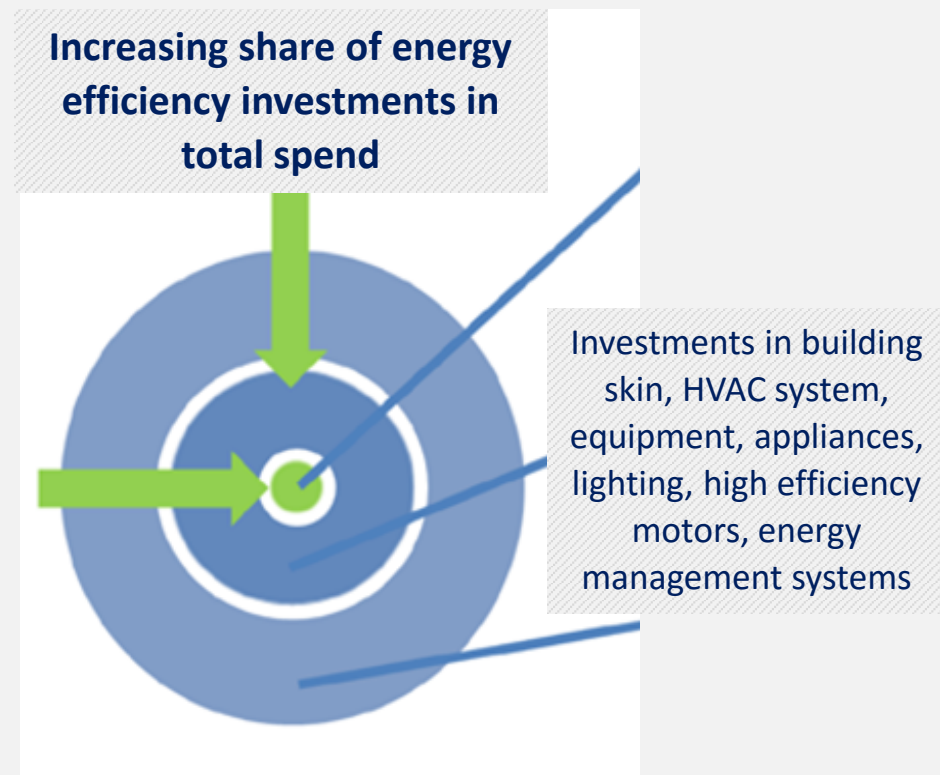 Increasing share of energy
efficiency investments in
total spend
Investments in building
skin, HVAC system,
equipment, appliances,
lighting, high efficiency
motors, energy
management systems